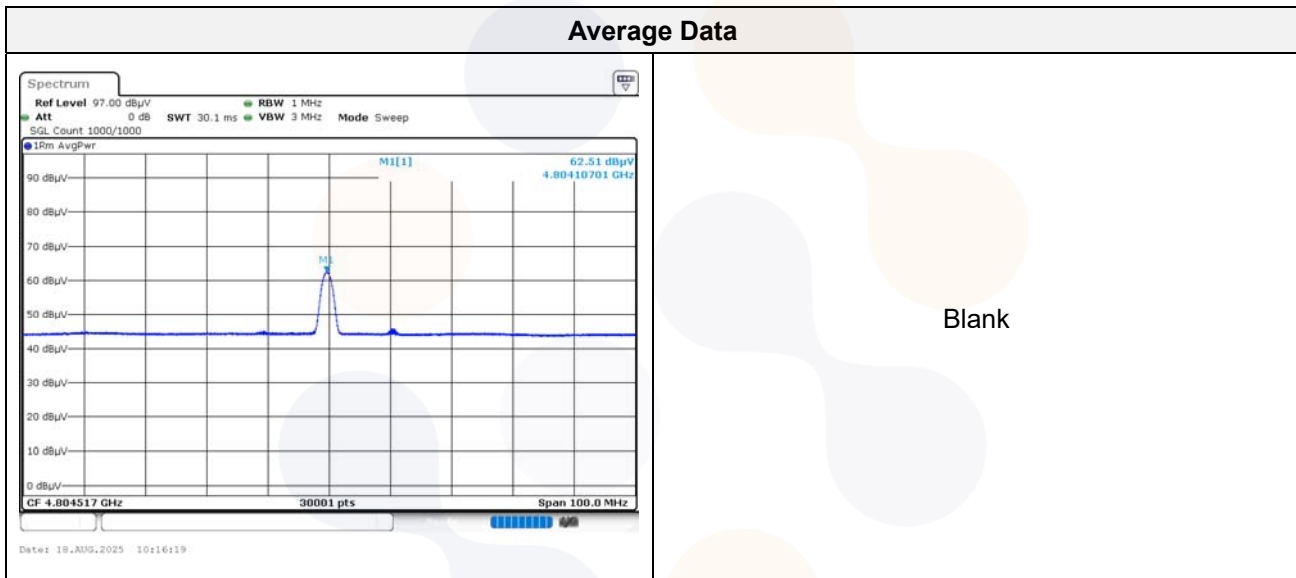 Average Data
Spectrum
Ref Level 97.00 dBµV RBW 1 MHz
Att 0 dB SWT 30.1 ms VBW 3 MHz Mode Sweep
SGL Count 1000/1000
1Rm AvgPwr
M1[1] 62.51 dBµV
4.80410701 GHz
90 dBµV
80 dBµV
70 dBµV
M1
60 dBµV
50 dBµV
40 dBµV
30 dBµV
20 dBµV
10 dBµV
0 dBµV
CF 4.804517 GHz 30001 pts Span 100.0 MHz
Date: 18.AUG.2025 10:16:19
Blank